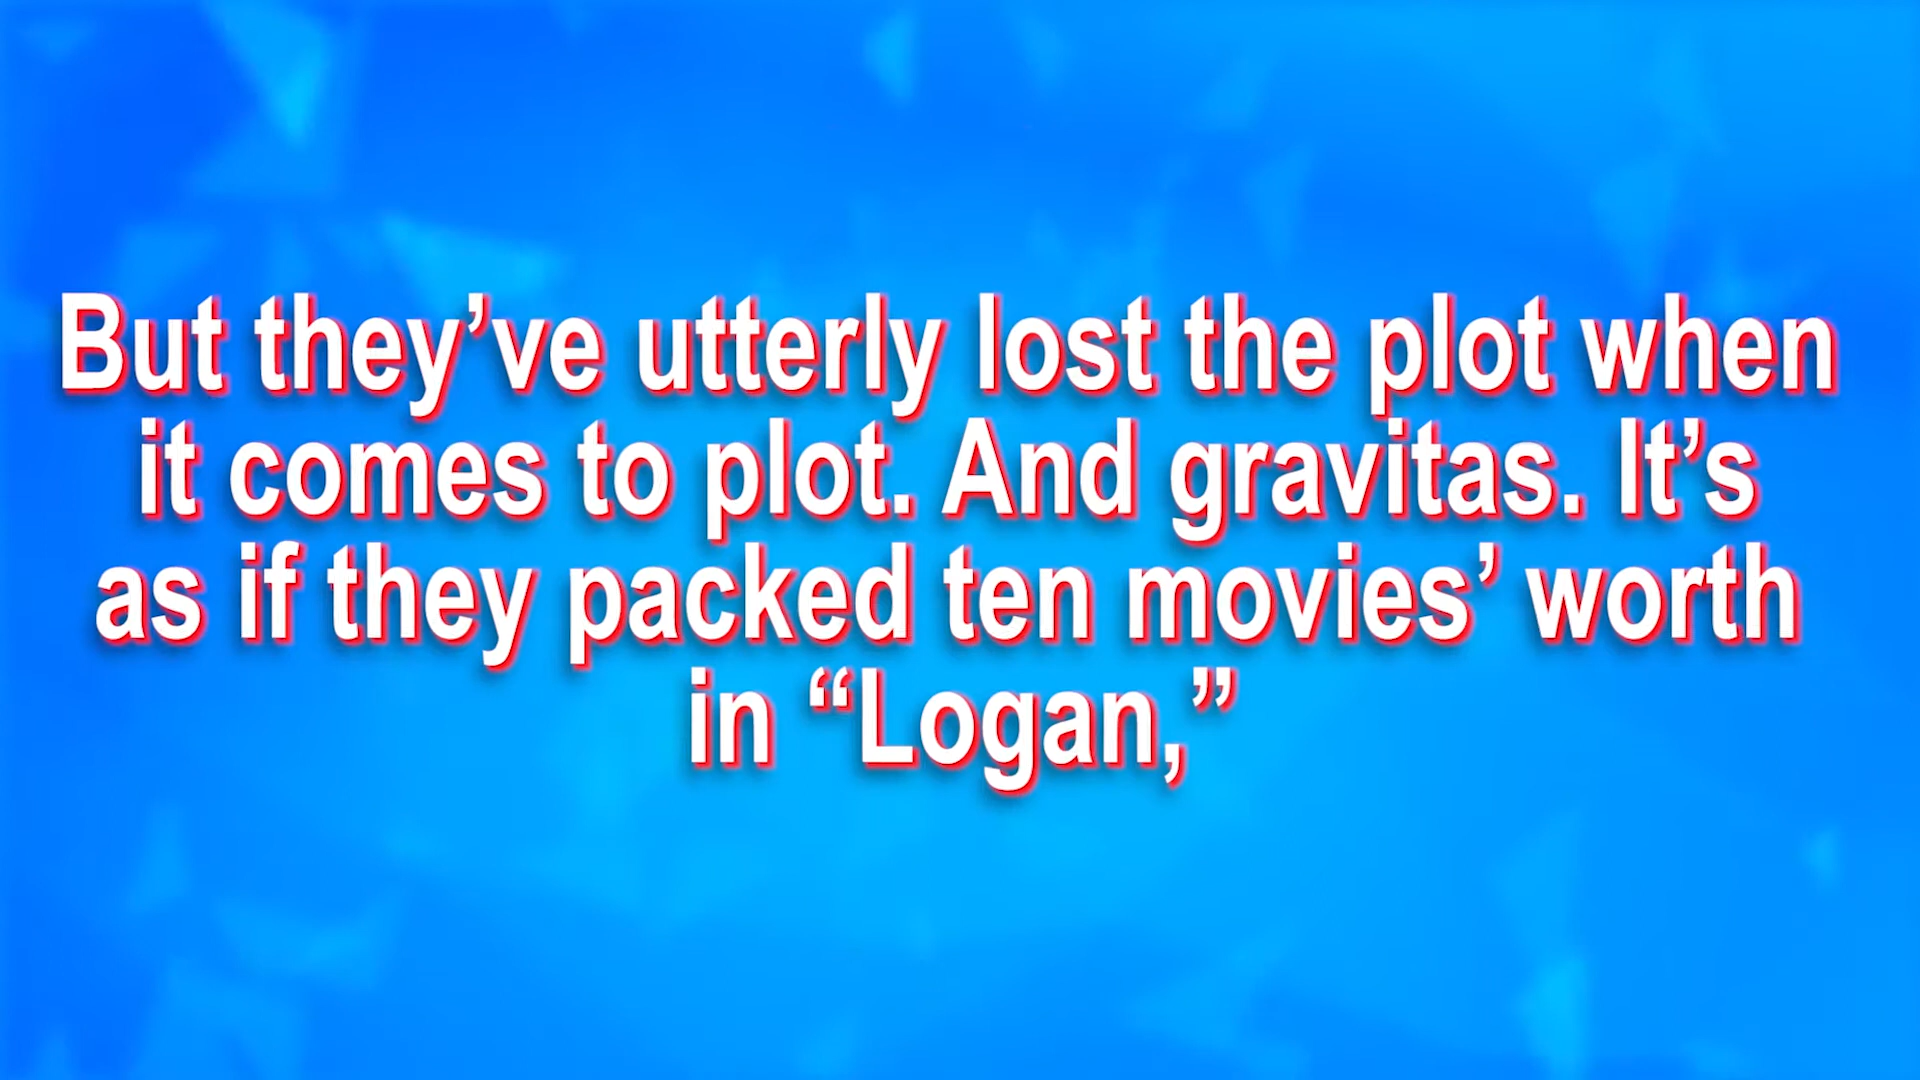 But they’ve utterly lost the plot when
it comes to plot. And gravitas. It’s
as if they packed ten movies’ worth
in “Logan,”